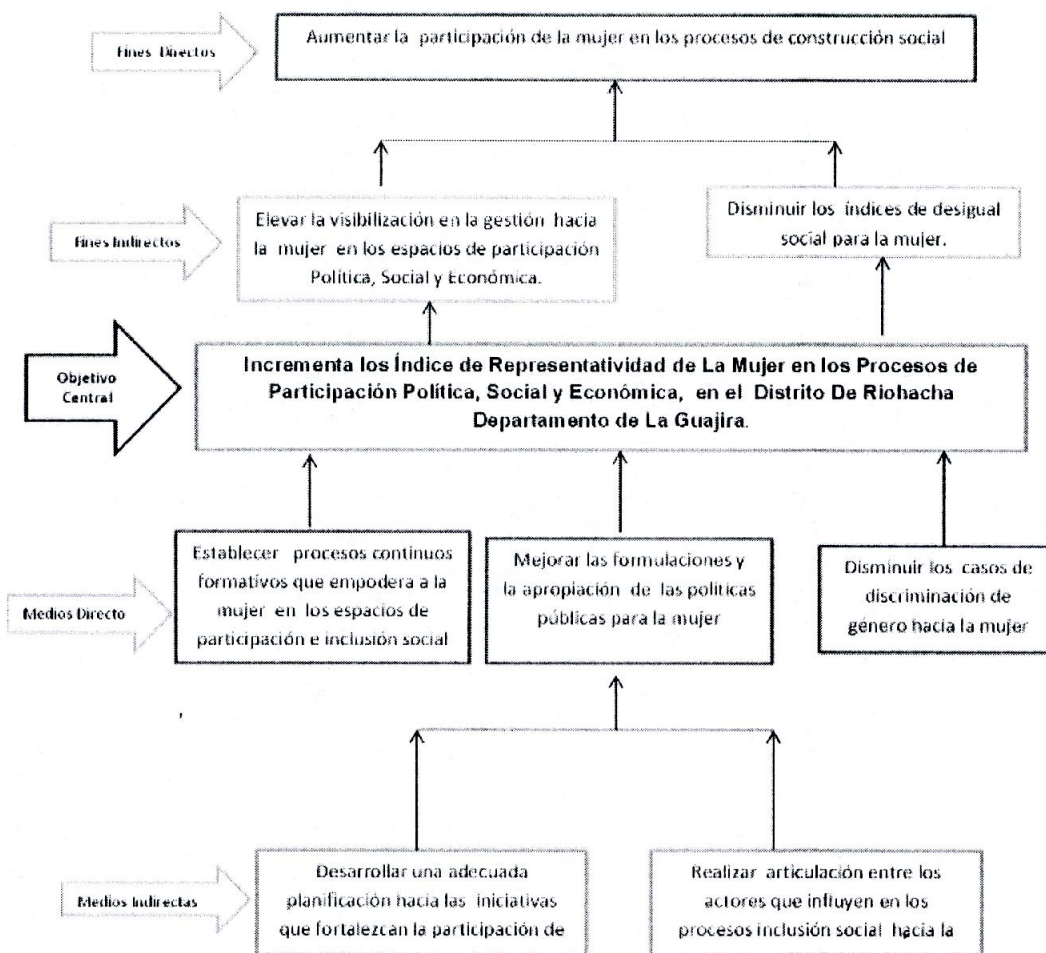 Fines Directos
Aumentar la participación de la mujer en los procesos de construcción social
Fines Indirectos
Elevar la visibilización en la gestión hacia
la mujer en los espacios de participación
Política, Social y Económica.
Disminuir los índices de desigual
social para la mujer.
Objetivo
Central
Incrementa los Índice de Representatividad de La Mujer en los Procesos de
Participación Política, Social y Económica, en el Distrito De Riohacha
Departamento de La Guajira.
Medios Directo
Establecer procesos continuos
formativos que empodera a la
mujer en los espacios de
participación e inclusión social
Mejorar las formulaciones y
la apropiación de las políticas
públicas para la mujer
Disminuir los casos de
discriminación de
género hacia la mujer
Medios Indirectas
Desarrollar una adecuada
planificación hacia las iniciativas
que fortalezcan la participación de
Realizar articulación entre los
actores que influyen en los
procesos inclusión social hacia la